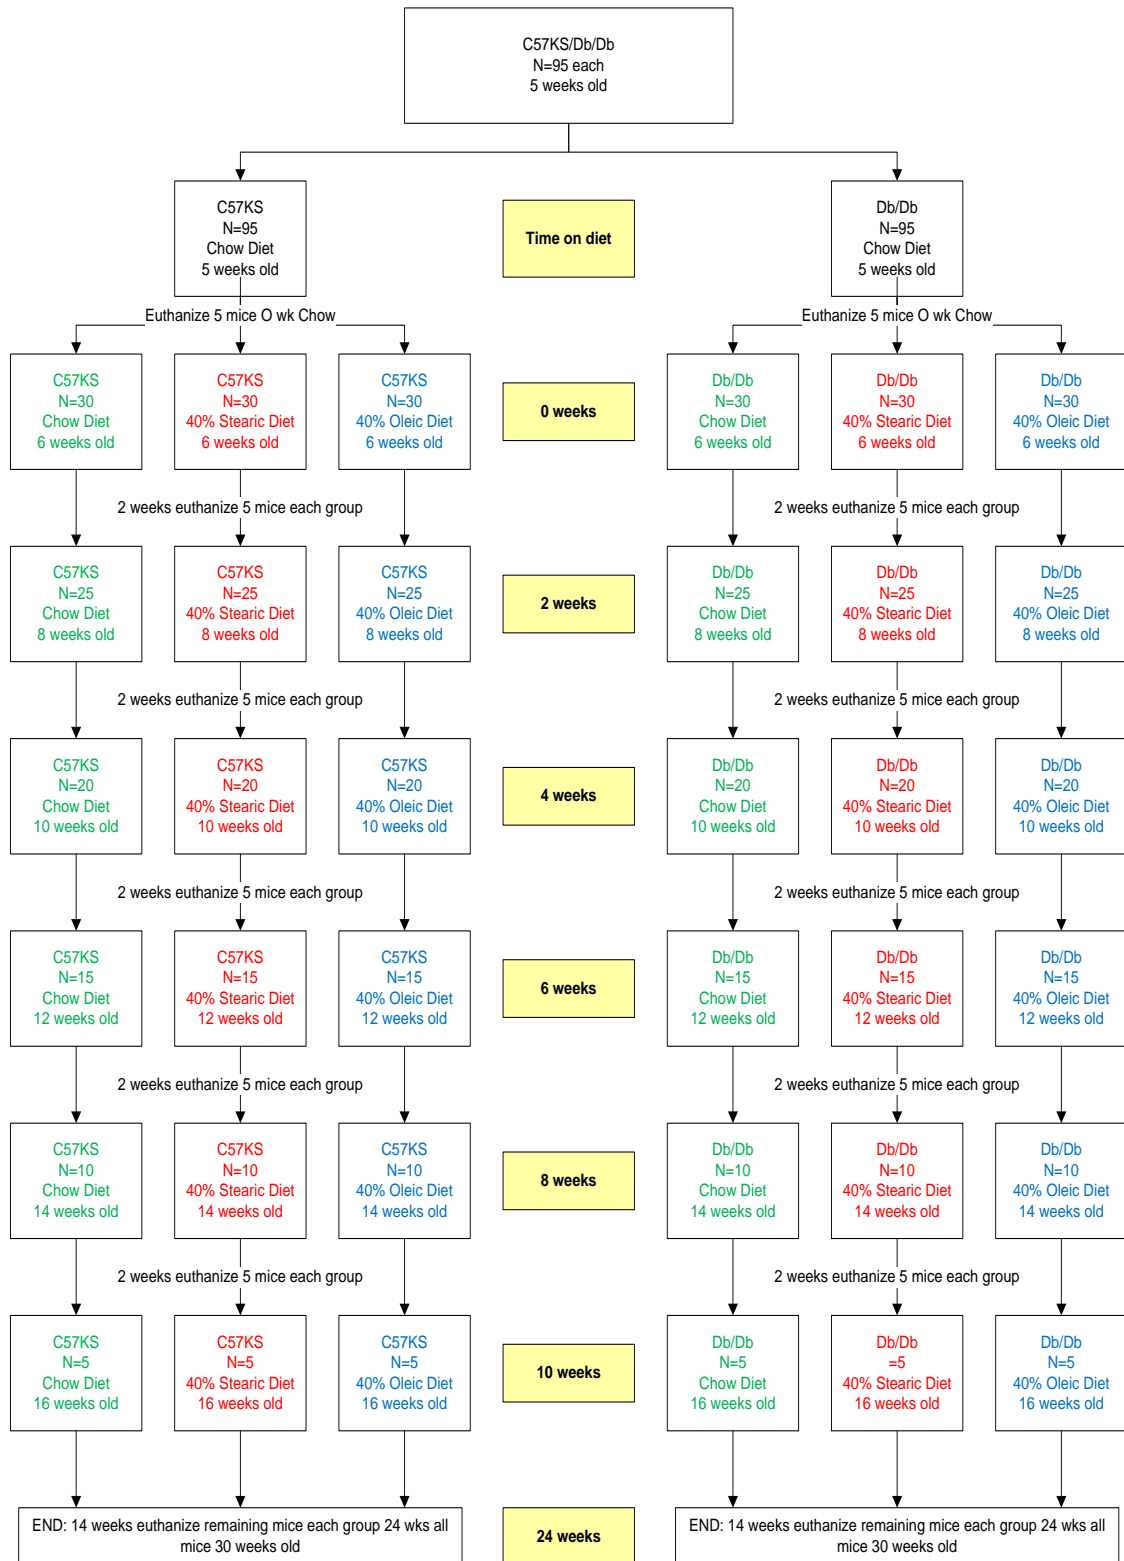 C57KS/Db/Db
N=95 each
5 weeks old
C57KS
N=95
Chow Diet
5 weeks old
Time on diet
Db/Db
N=95
Chow Diet
5 weeks old
Euthanize 5 mice O wk Chow
Euthanize 5 mice O wk Chow
C57KS
N=30
Chow Diet
6 weeks old
C57KS
N=30
40% Stearic Diet
6 weeks old
C57KS
N=30
40% Oleic Diet
6 weeks old
0 weeks
Db/Db
N=30
Chow Diet
6 weeks old
Db/Db
N=30
40% Stearic Diet
6 weeks old
Db/Db
N=30
40% Oleic Diet
6 weeks old
2 weeks euthanize 5 mice each group
2 weeks euthanize 5 mice each group
C57KS
N=25
Chow Diet
8 weeks old
C57KS
N=25
40% Stearic Diet
8 weeks old
C57KS
N=25
40% Oleic Diet
8 weeks old
2 weeks
Db/Db
N=25
Chow Diet
8 weeks old
Db/Db
N=25
40% Stearic Diet
8 weeks old
Db/Db
N=25
40% Oleic Diet
8 weeks old
2 weeks euthanize 5 mice each group
2 weeks euthanize 5 mice each group
C57KS
N=20
Chow Diet
10 weeks old
C57KS
N=20
40% Stearic Diet
10 weeks old
C57KS
N=20
40% Oleic Diet
10 weeks old
4 weeks
Db/Db
N=20
Chow Diet
10 weeks old
Db/Db
N=20
40% Stearic Diet
10 weeks old
Db/Db
N=20
40% Oleic Diet
10 weeks old
2 weeks euthanize 5 mice each group
2 weeks euthanize 5 mice each group
C57KS
N=15
Chow Diet
12 weeks old
C57KS
N=15
40% Stearic Diet
12 weeks old
C57KS
N=15
40% Oleic Diet
12 weeks old
6 weeks
Db/Db
N=15
Chow Diet
12 weeks old
Db/Db
N=15
40% Stearic Diet
12 weeks old
Db/Db
N=15
40% Oleic Diet
12 weeks old
2 weeks euthanize 5 mice each group
2 weeks euthanize 5 mice each group
C57KS
N=10
Chow Diet
14 weeks old
C57KS
N=10
40% Stearic Diet
14 weeks old
C57KS
N=10
40% Oleic Diet
14 weeks old
8 weeks
Db/Db
N=10
Chow Diet
14 weeks old
Db/Db
N=10
40% Stearic Diet
14 weeks old
Db/Db
N=10
40% Oleic Diet
14 weeks old
2 weeks euthanize 5 mice each group
2 weeks euthanize 5 mice each group
C57KS
N=5
Chow Diet
16 weeks old
C57KS
N=5
40% Stearic Diet
16 weeks old
C57KS
N=5
40% Oleic Diet
16 weeks old
10 weeks
Db/Db
N=5
Chow Diet
16 weeks old
Db/Db
=5
40% Stearic Diet
16 weeks old
Db/Db
N=5
40% Oleic Diet
16 weeks old
END: 14 weeks euthanize remaining mice each group 24 wks all
mice 30 weeks old
24 weeks
END: 14 weeks euthanize remaining mice each group 24 wks all
mice 30 weeks old